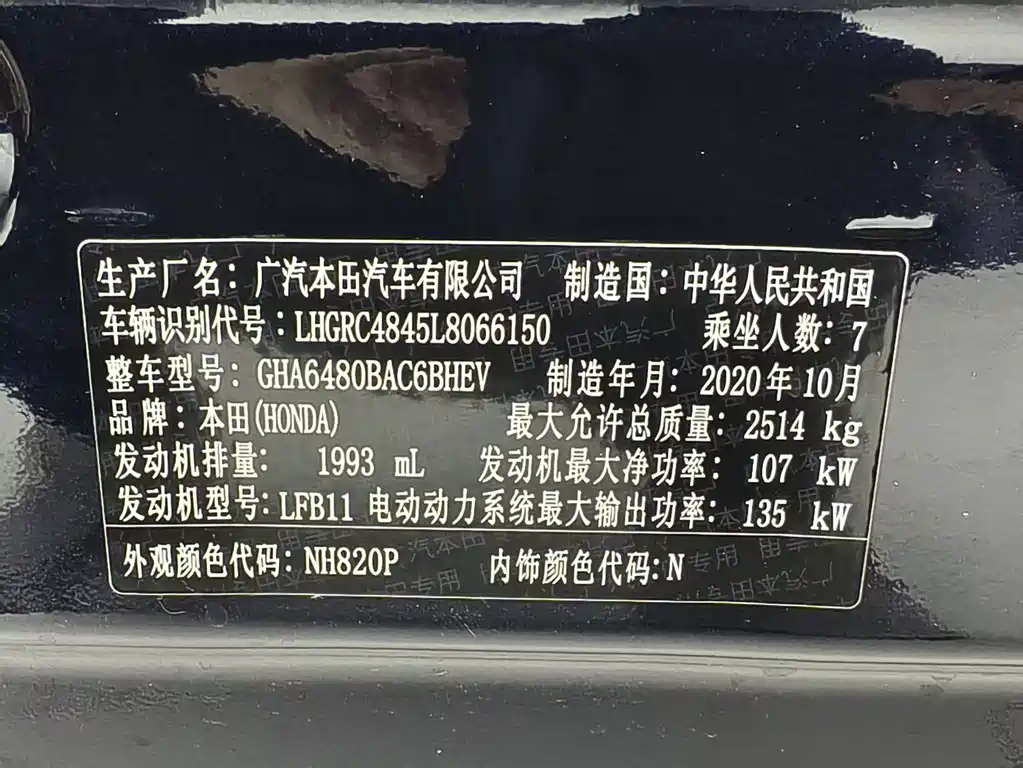 生产厂名：广汽本田汽车有限公司 制造国：中华人民共和国
车辆识别代号：LHGRC4845L8066150 乘坐人数：7
整车型号：GHA6480BAC6BHEV 制造年月：2020年10月
品牌：本田(HONDA) 最大允许总质量：2514 kg
发动机排量： 1993 mL 发动机最大净功率：107 kW
发动机型号：LFB11 电动动力系统最大输出功率：135 kW
外观颜色代码：NH820P 内饰颜色代码：N